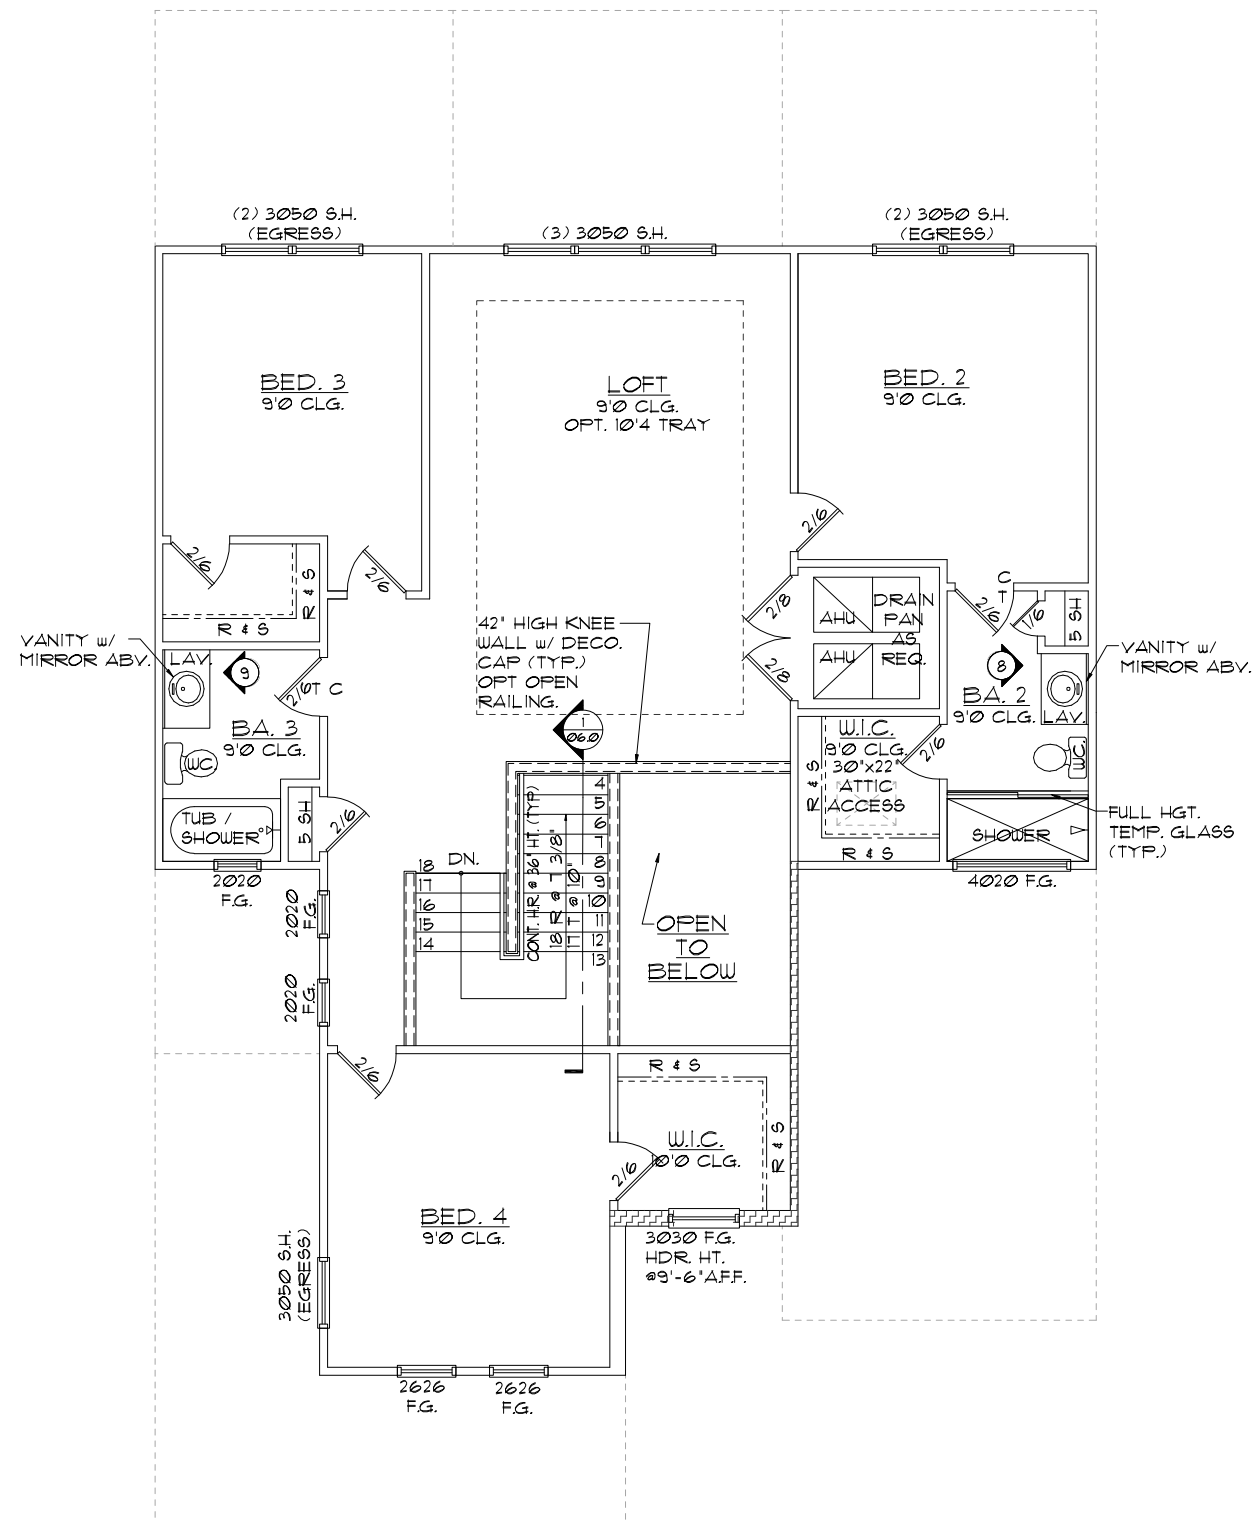 (2) 3050 S.H.
(EGRESS)
(3) 3050 S.H.
(2) 3050 S.H.
(EGRESS)
BED. 3
9'0 CLG.
LOFT
9'0 CLG.
OPT. 10'4 TRAY
BED. 2
9'0 CLG.
2/6
2/6
2/6
R & S
R & S
2/8
2/8
AHU
AHU
DRAIN
PAN
AS
REQ.
C
T
2/6
1/6
5 SH
VANITY w/
MIRROR ABV.
LAV.
9
2/6
T C
BA. 3
9'0 CLG.
WC
TUB /
SHOWER
5 SH
2/6
2020
F.G.
42" HIGH KNEE
WALL w/ DECO.
CAP (TYP.)
OPT OPEN
RAILING.
1
06.0
8
BA. 2
9'0 CLG.
LAV.
WC.
VANITY w/
MIRROR ABV.
W.I.C.
9'0 CLG.
30"x22"
ATTIC
ACCESS
2/6
R & S
R & S
SHOWER
FULL HGT.
TEMP. GLASS
(TYP.)
4020 F.G.
4
5
6
7
8
9
10
11
12
13
DN.
18
17
16
15
14
CONT. H.R. @ 36" HT. (TYP)
18 R @ 7 3/8"
17 T @ 10"
OPEN
TO
BELOW
2020
F.G.
2020
F.G.
2/6
R & S
R & S
W.I.C.
2/6
BED. 4
9'0 CLG.
3030 F.G.
HDR. HT.
@9'-6"A.F.F.
3050 S.H.
(EGRESS)
2626
F.G.
2626
F.G.